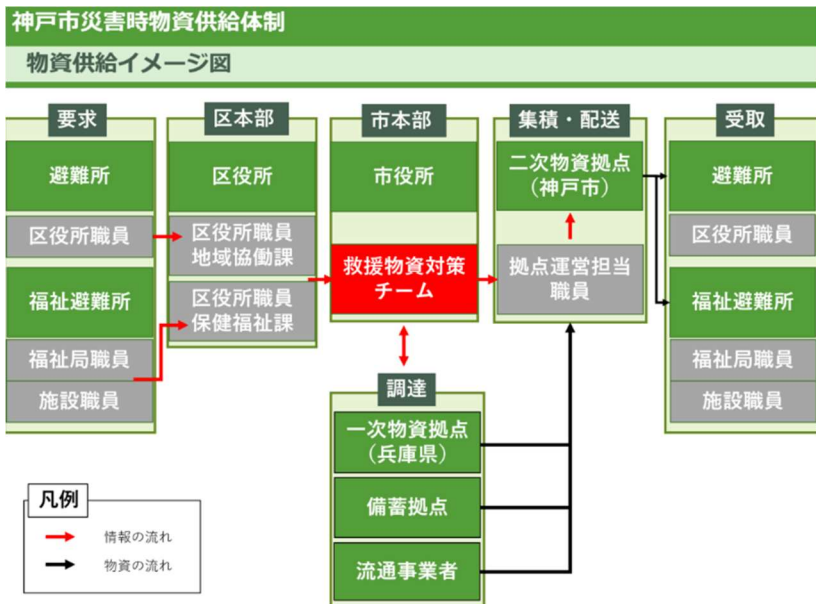 神戸市災害時物資供給体制
物資供給イメージ図
要求
避難所
区役所職員
福祉避難所
福祉局職員
施設職員
区本部
区役所
区役所職員
地域協働課
区役所職員
保健福祉課
市本部
市役所
救援物資対策
チーム
調達
一次物資拠点
（兵庫県）
備蓄拠点
流通事業者
集積・配送
二次物資拠点
（神戸市）
拠点運営担当
職員
受取
避難所
区役所職員
福祉避難所
福祉局職員
施設職員
凡例
情報の流れ
物資の流れ